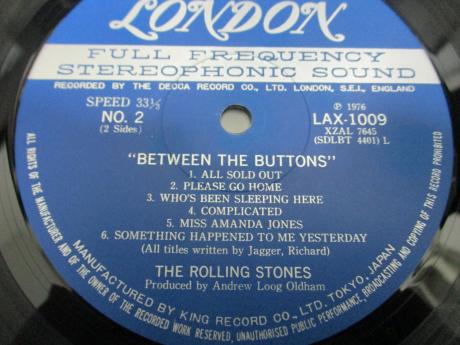 LONDON
FULL FREQUENCY
STEREOPHONIC SOUND
RECORDED BY THE DECCA RECORD CO., LTD. LONDON, S.E.I., ENGLAND
SPEED 33⅓
NO. 2
(2 Sides)
Ⓟ 1976
LAX-1009
XZAL 7645
(SDLBT 4401) L
"BETWEEN THE BUTTONS"
1. ALL SOLD OUT
2. PLEASE GO HOME
3. WHO'S BEEN SLEEPING HERE
4. COMPLICATED
5. MISS AMANDA JONES
6. SOMETHING HAPPENED TO ME YESTERDAY
(All titles written by Jagger, Richard)
THE ROLLING STONES
Produced by Andrew Loog Oldham
MANUFACTURED BY KING RECORD CO., LTD. TOKYO, JAPAN
ALL RIGHTS OF THE MANUFACTURER AND OF THE OWNER OF THE RECORDED WORK RESERVED, UNAUTHORISED PUBLIC PERFORMANCE, BROADCASTING AND COPYING OF THIS RECORD PROHIBITED